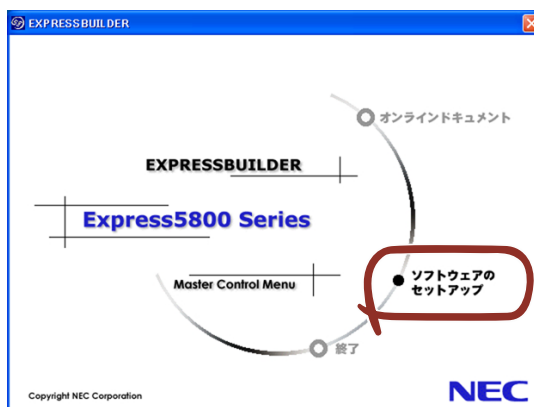 EXPRESSBUILDER
オンラインドキュメント
EXPRESSBUILDER
Express5800 Series
ソフトウェアの
セットアップ
Master Control Menu
終了
Copyright NEC Corporation
NEC